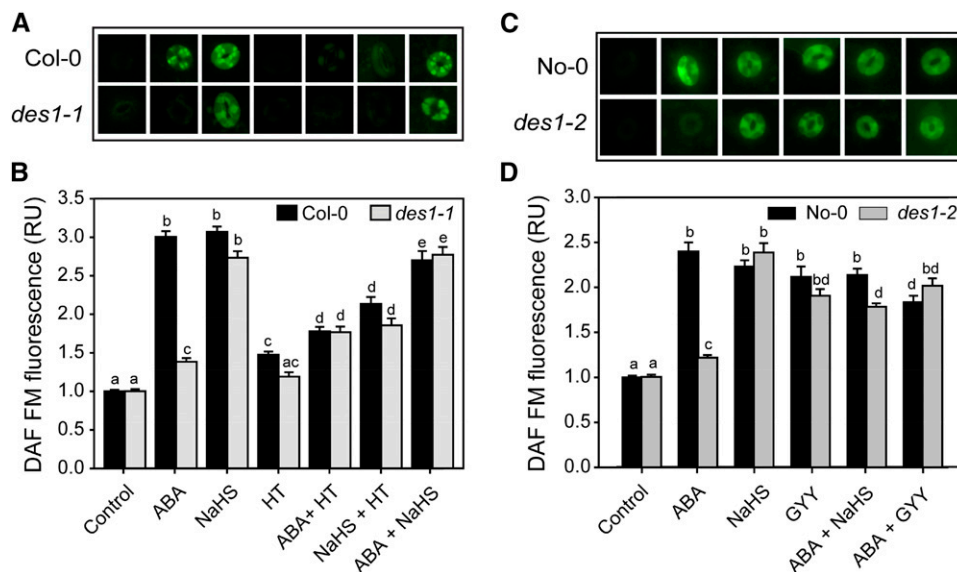 A
Col-0
des1-1
B
DAF FM fluorescence (RU)
3.5
3.0
2.5
2.0
1.5
1.0
0.5
0.0
Col-0 des1-1
a a
b c
b b
c ac
d d
d d
e e
Control
ABA
NaHS
HT
ABA+ HT
NaHS + HT
ABA + NaHS
C
No-0
des1-2
D
DAF FM fluorescence (RU)
3.0
2.5
2.0
1.5
1.0
0.5
0.0
No-0 des1-2
a a
b c
b b
b bd
b d
d bd
Control
ABA
NaHS
GYY
ABA + NaHS
ABA + GYY